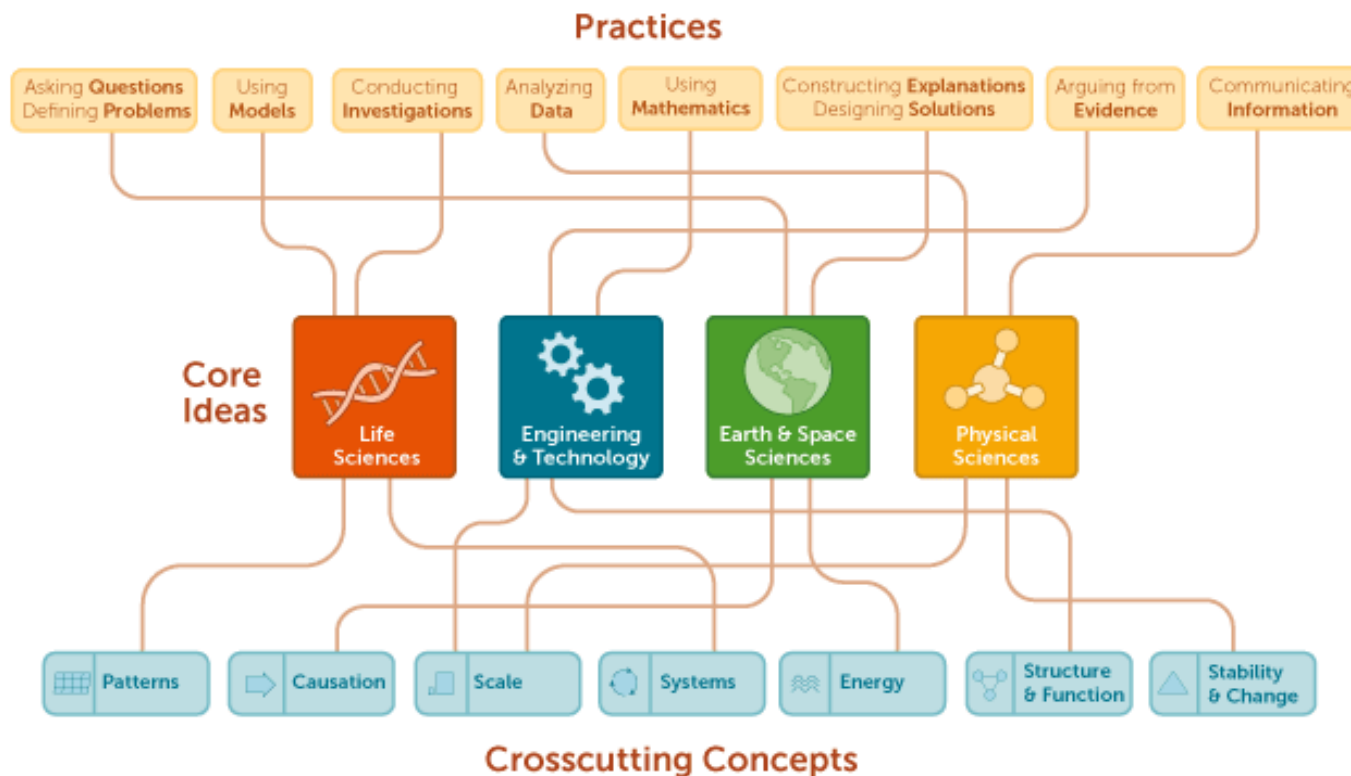 Practices
Asking Questions
Defining Problems
Using
Models
Conducting
Investigations
Analyzing
Data
Using
Mathematics
Constructing Explanations
Designing Solutions
Arguing from
Evidence
Communicating
Information
Core
Ideas
Life
Sciences
Engineering
& Technology
Earth & Space
Sciences
Physical
Sciences
Patterns
Causation
Scale
Systems
Energy
Structure
& Function
Stability
& Change
Crosscutting Concepts